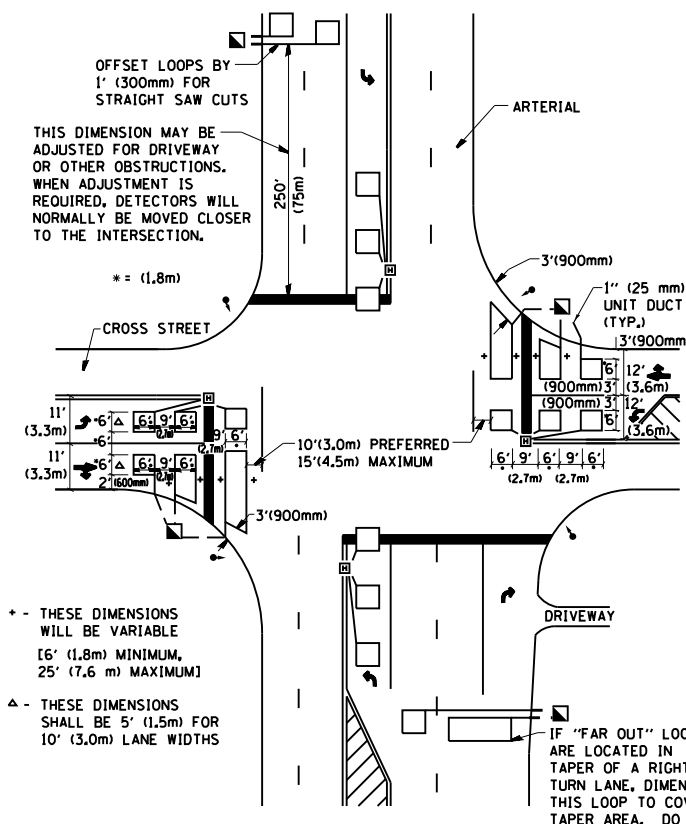 OFFSET LOOPS BY
1' (300mm) FOR
STRAIGHT SAW CUTS
ARTERIAL
THIS DIMENSION MAY BE
ADJUSTED FOR DRIVEWAY
OR OTHER OBSTRUCTIONS.
WHEN ADJUSTMENT IS
REQUIRED, DETECTORS WILL
NORMALLY BE MOVED CLOSER
TO THE INTERSECTION.
250'
(75m)
* = (1.8m)
H
3'(900mm)
1" (25 mm)
UNIT DUCT
(TYP.)
CROSS STREET
3'(900mm
*6'
12'
(3.6m)
(900mm) 3'
(900mm) 3'
12'
*6'
(3.6m)
H
6' 9' 6' 9' 6'
(2.7m) (2.7m)
H
11'
(3.3m)
*6'
△
6' 9' 6'
(2.7m)
*6'
9' 6'
(2.7m)
11'
(3.3m)
*6'
△
6' 9' 6'
(2.7m)
2' (600mm)
10'(3.0m) PREFERRED
15'(4.5m) MAXIMUM
3'(900mm)
H
DRIVEWAY
+ - THESE DIMENSIONS
WILL BE VARIABLE
[6' (1.8m) MINIMUM,
25' (7.6 m) MAXIMUM]
△ - THESE DIMENSIONS
SHALL BE 5' (1.5m) FOR
10' (3.0m) LANE WIDTHS
IF "FAR OUT" LOO
ARE LOCATED IN
TAPER OF A RIGHT
TURN LANE, DIMEN
THIS LOOP TO COV
TAPER AREA. DO